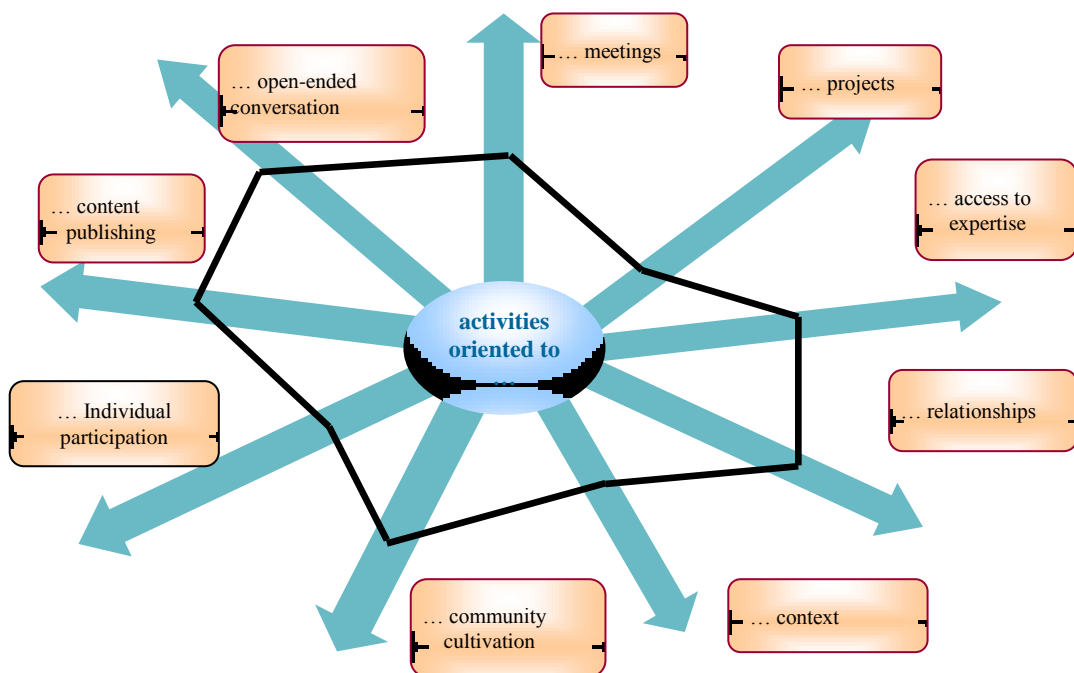 … meetings
… open-ended
conversation
… projects
… content
publishing
… access to
expertise
activities
oriented to
…
… Individual
participation
… relationships
… community
cultivation
… context